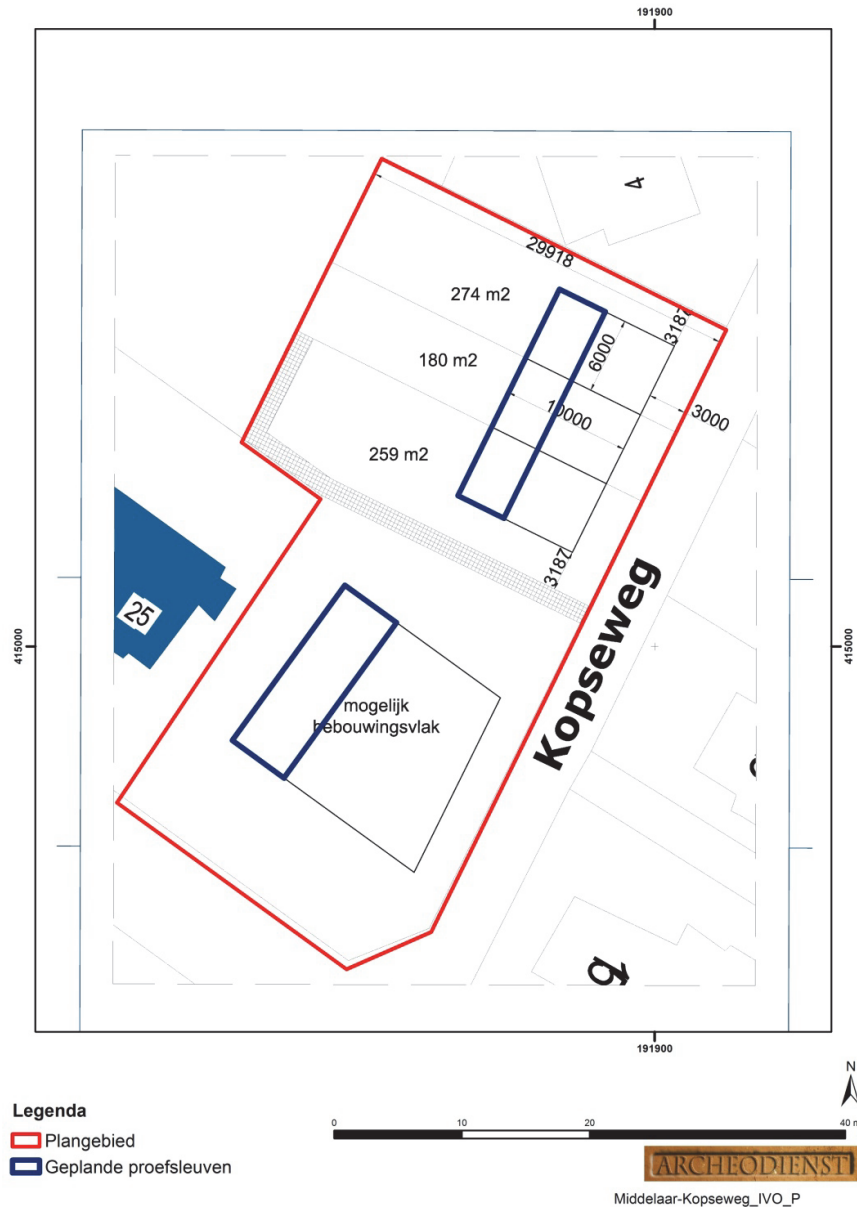 191900
4
29918
3187
274 m2
6000
180 m2
10000
3000
259 m2
3187
Kopseweg
25
415000
415000
mogelijk
bebouwingsvlak
191900
N
Legenda
0 10 20 40 m
Plangebied
Geplande proefsleuven
ARCHEODIENST
Middelaar-Kopseweg_IVO_P